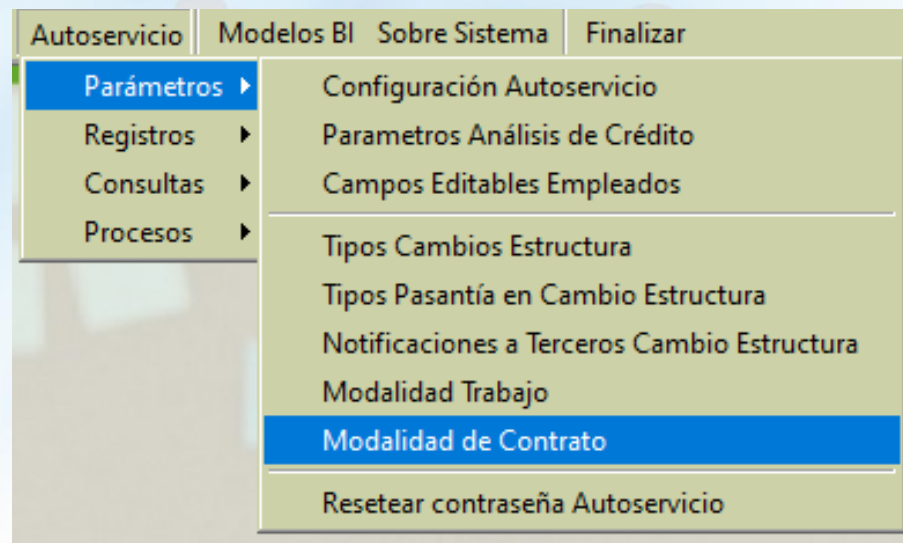 Autoservicio Modelos BI Sobre Sistema Finalizar
Parámetros
Registros
Consultas
Procesos
Configuración Autoservicio
Parametros Análisis de Crédito
Campos Editables Empleados
Tipos Cambios Estructura
Tipos Pasantía en Cambio Estructura
Notificaciones a Terceros Cambio Estructura
Modalidad Trabajo
Modalidad de Contrato
Resetear contraseña Autoservicio